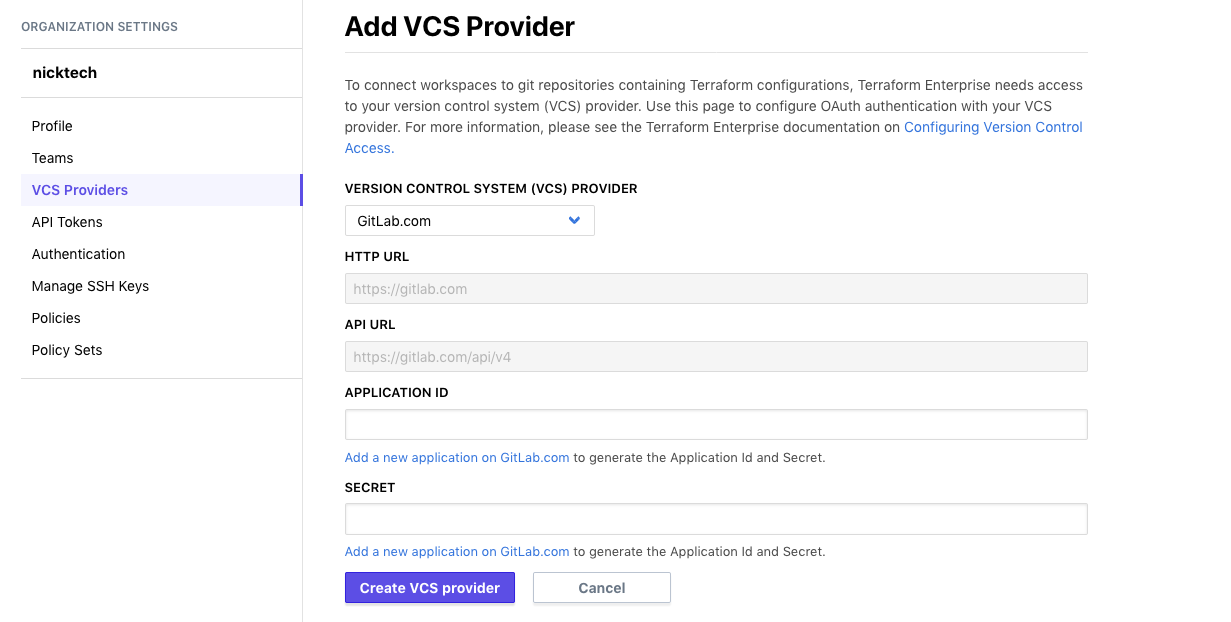 ORGANIZATION SETTINGS
nicktech
Profile
Teams
VCS Providers
API Tokens
Authentication
Manage SSH Keys
Policies
Policy Sets
Add VCS Provider
To connect workspaces to git repositories containing Terraform configurations, Terraform Enterprise needs access
to your version control system (VCS) provider. Use this page to configure OAuth authentication with your VCS
provider. For more information, please see the Terraform Enterprise documentation on Configuring Version Control
Access.
VERSION CONTROL SYSTEM (VCS) PROVIDER
GitLab.com
HTTP URL
https://gitlab.com
API URL
https://gitlab.com/api/v4
APPLICATION ID
Add a new application on GitLab.com to generate the Application Id and Secret.
SECRET
Add a new application on GitLab.com to generate the Application Id and Secret.
Create VCS provider
Cancel